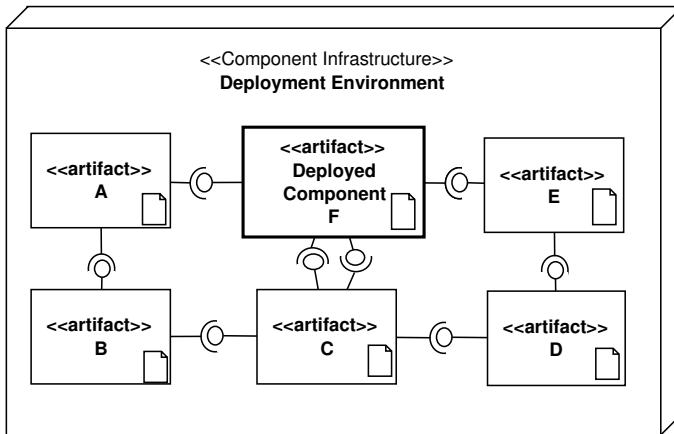 <<Component Infrastructure>>
Deployment Environment
<<artifact>>
A
<<artifact>>
Deployed
Component
F
<<artifact>>
E
<<artifact>>
B
<<artifact>>
C
<<artifact>>
D